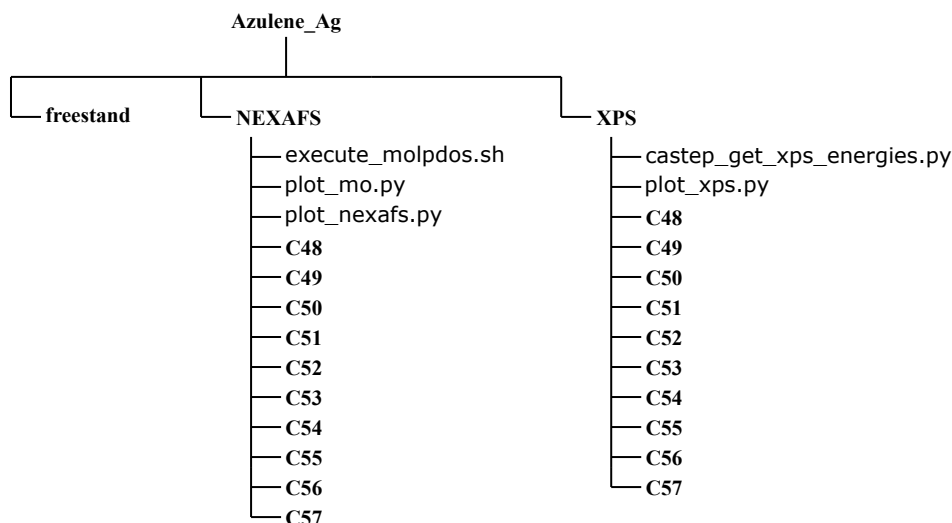 Azulene_Ag
freestand
NEXAFS
execute_molpdos.sh
plot_mo.py
plot_nexafs.py
C48
C49
C50
C51
C52
C53
C54
C55
C56
C57
XPS
castep_get_xps_energies.py
plot_xps.py
C48
C49
C50
C51
C52
C53
C54
C55
C56
C57